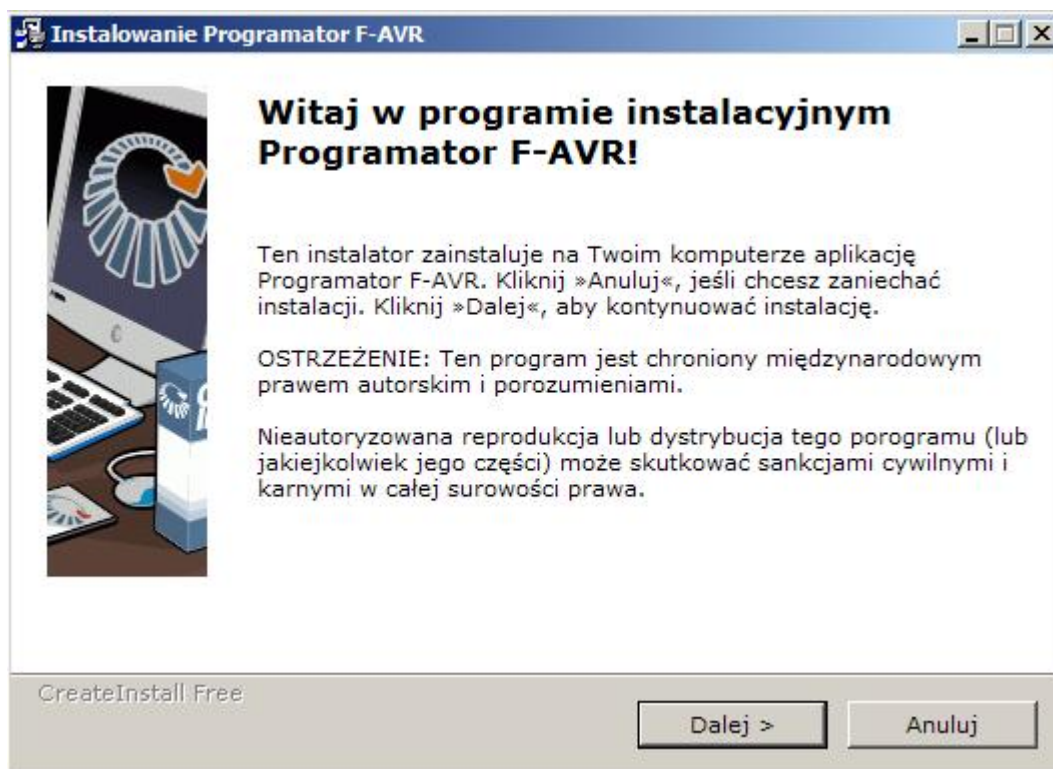 Instalowanie Programator F-AVR
Witaj w programie instalacyjnym
Programator F-AVR!
Ten instalator zainstaluje na Twoim komputerze aplikację
Programator F-AVR. Kliknij »Anuluj«, jeśli chcesz zaniechać
instalacji. Kliknij »Dalej«, aby kontynuować instalację.
OSTRZEŻENIE: Ten program jest chroniony międzynarodowym
prawem autorskim i porozumieniami.
Nieautoryzowana reprodukcja lub dystrybucja tego porogramu (lub
jakiejkolwiek jego części) może skutkować sankcjami cywilnymi i
karnymi w całej surowości prawa.
CreateInstall Free
Dalej >
Anuluj